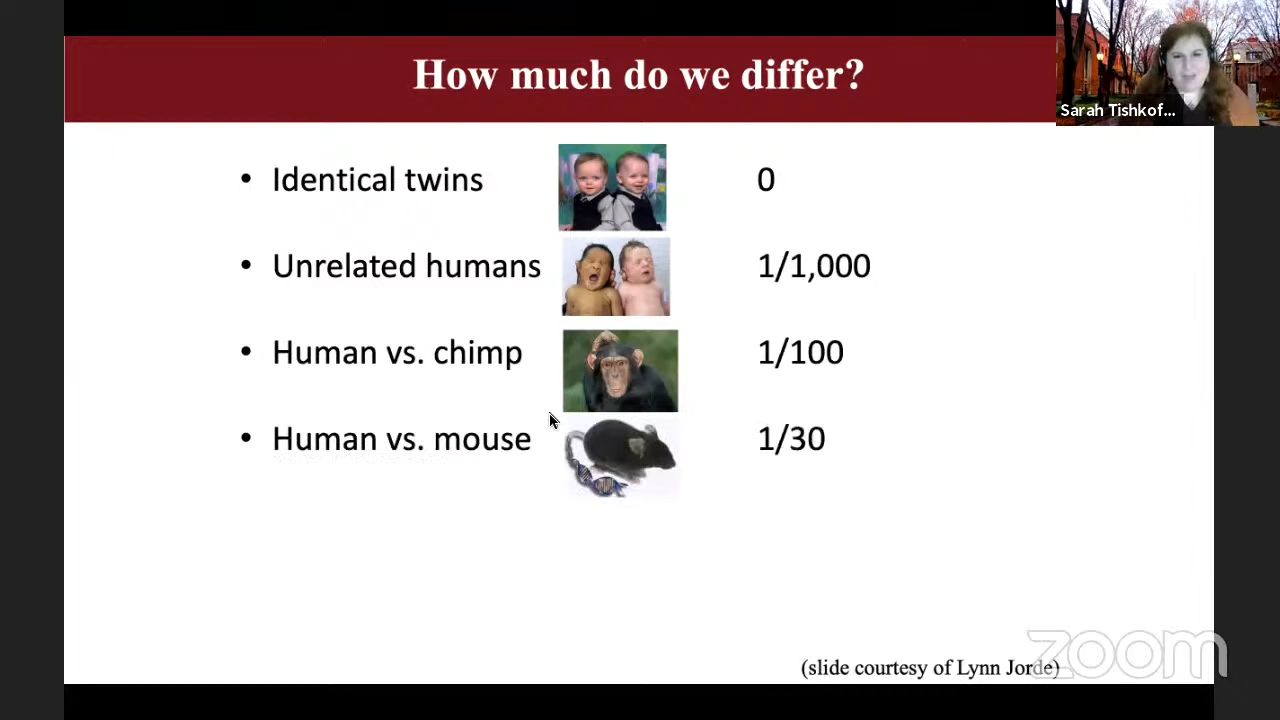 How much do we differ?
Sarah Tishkof...
• Identical twins 0
• Unrelated humans 1/1,000
• Human vs. chimp 1/100
• Human vs. mouse 1/30
(slide courtesy of Lynn Jorde)
zoom